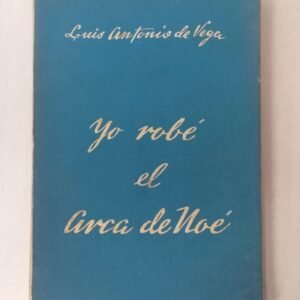 Luis Antonio de Vega
Yo robé
el
Arca de Noé